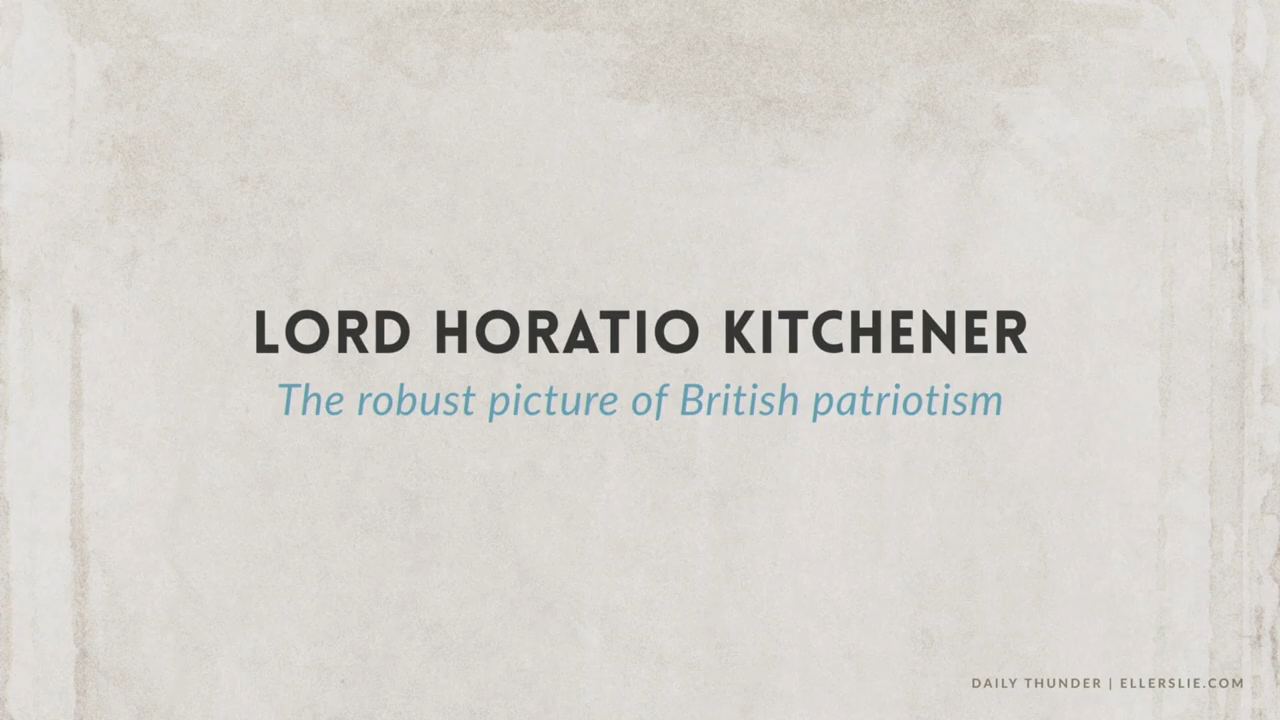 LORD HORATIO KITCHENER
The robust picture of British patriotism
DAILY THUNDER | ELLERSLIE.COM